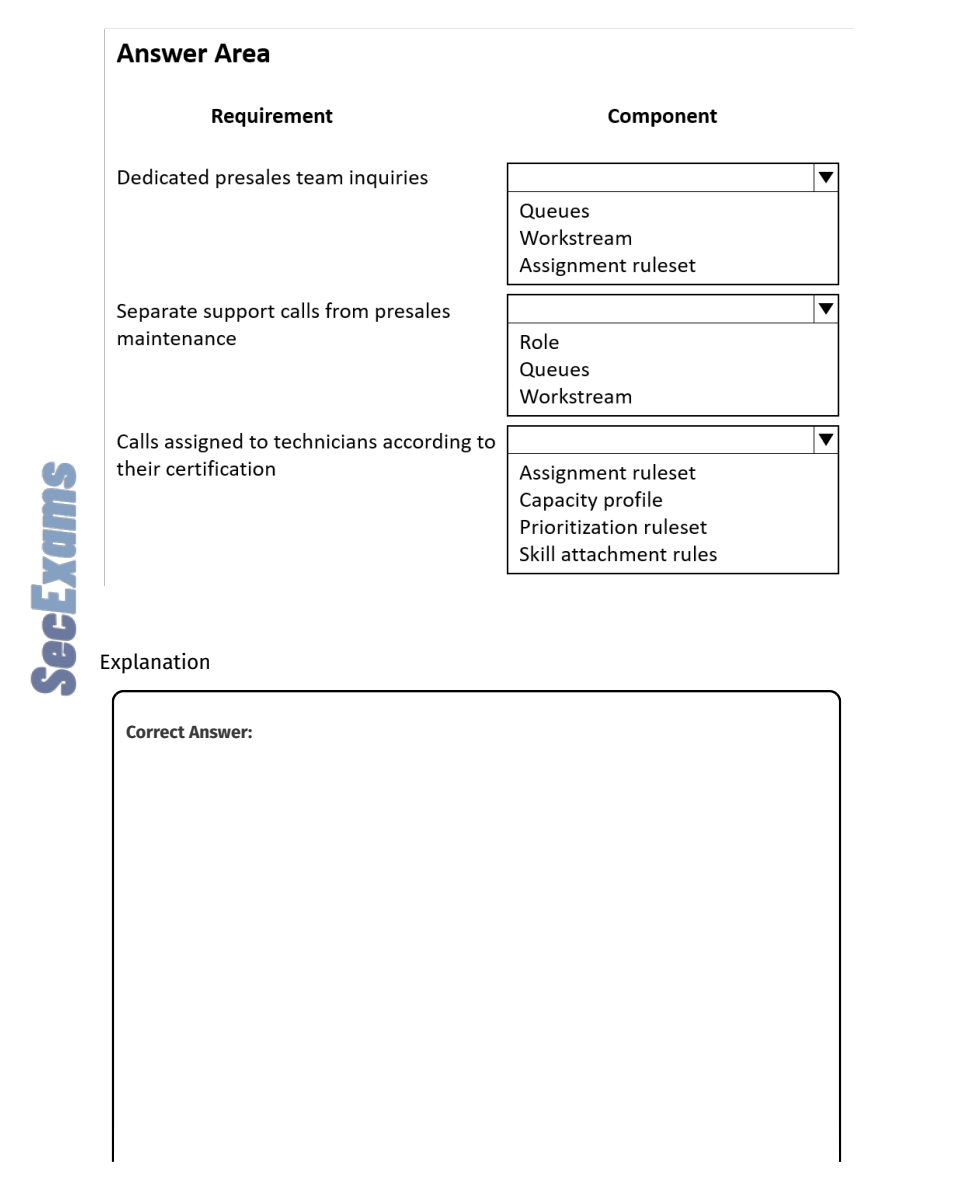 Answer Area
Requirement Component
Dedicated presales team inquiries
Queues
Workstream
Assignment ruleset
Separate support calls from presales
maintenance
Role
Queues
Workstream
Calls assigned to technicians according to
their certification
Assignment ruleset
Capacity profile
Prioritization ruleset
Skill attachment rules
SecExams
Explanation
Correct Answer: